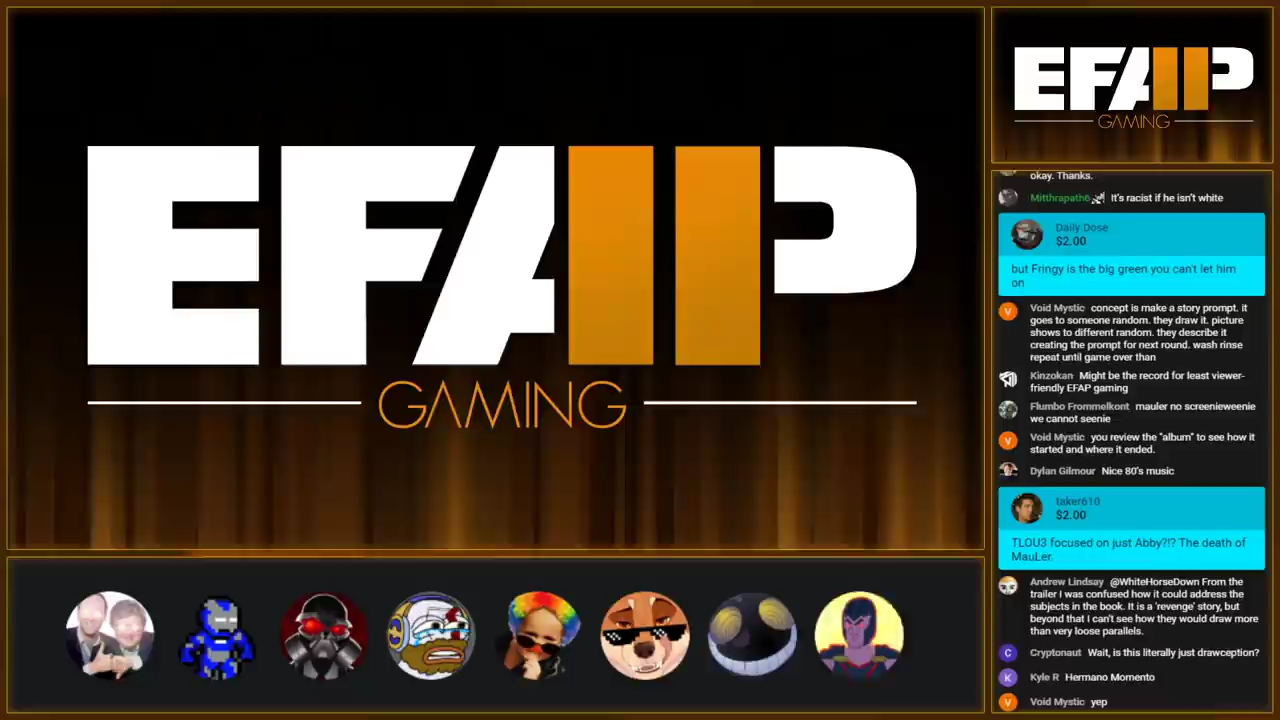 EFAP
GAMING
EFAP
GAMING
okay. Thanks.
Mitthrapath6 It's racist if he isn't white
Daily Dose
$2.00
but Fringy is the big green you can't let him
on
Void Mystic concept is make a story prompt. it
goes to someone random. they draw it. picture
shows to different random. they describe it
creating the prompt for next round. wash rinse
repeat until game over than
Kinzokan Might be the record for least viewer-
friendly EFAP gaming
Flumbo Frommelkont mauler no screenieweenie
we cannot seenie
Void Mystic you review the "album" to see how it
started and where it ended.
Dylan Gilmour Nice 80's music
taker610
$2.00
TLOU3 focused on just Abby?!? The death of
MauLer.
Andrew Lindsay @WhiteHorseDown From the
trailer I was confused how it could address the
subjects in the book. It is a 'revenge' story, but
beyond that I can't see how they would draw more
than very loose parallels.
C Cryptonaut Wait, is this literally just drawception?
K Kyle R Hermano Momento
V Void Mystic yep